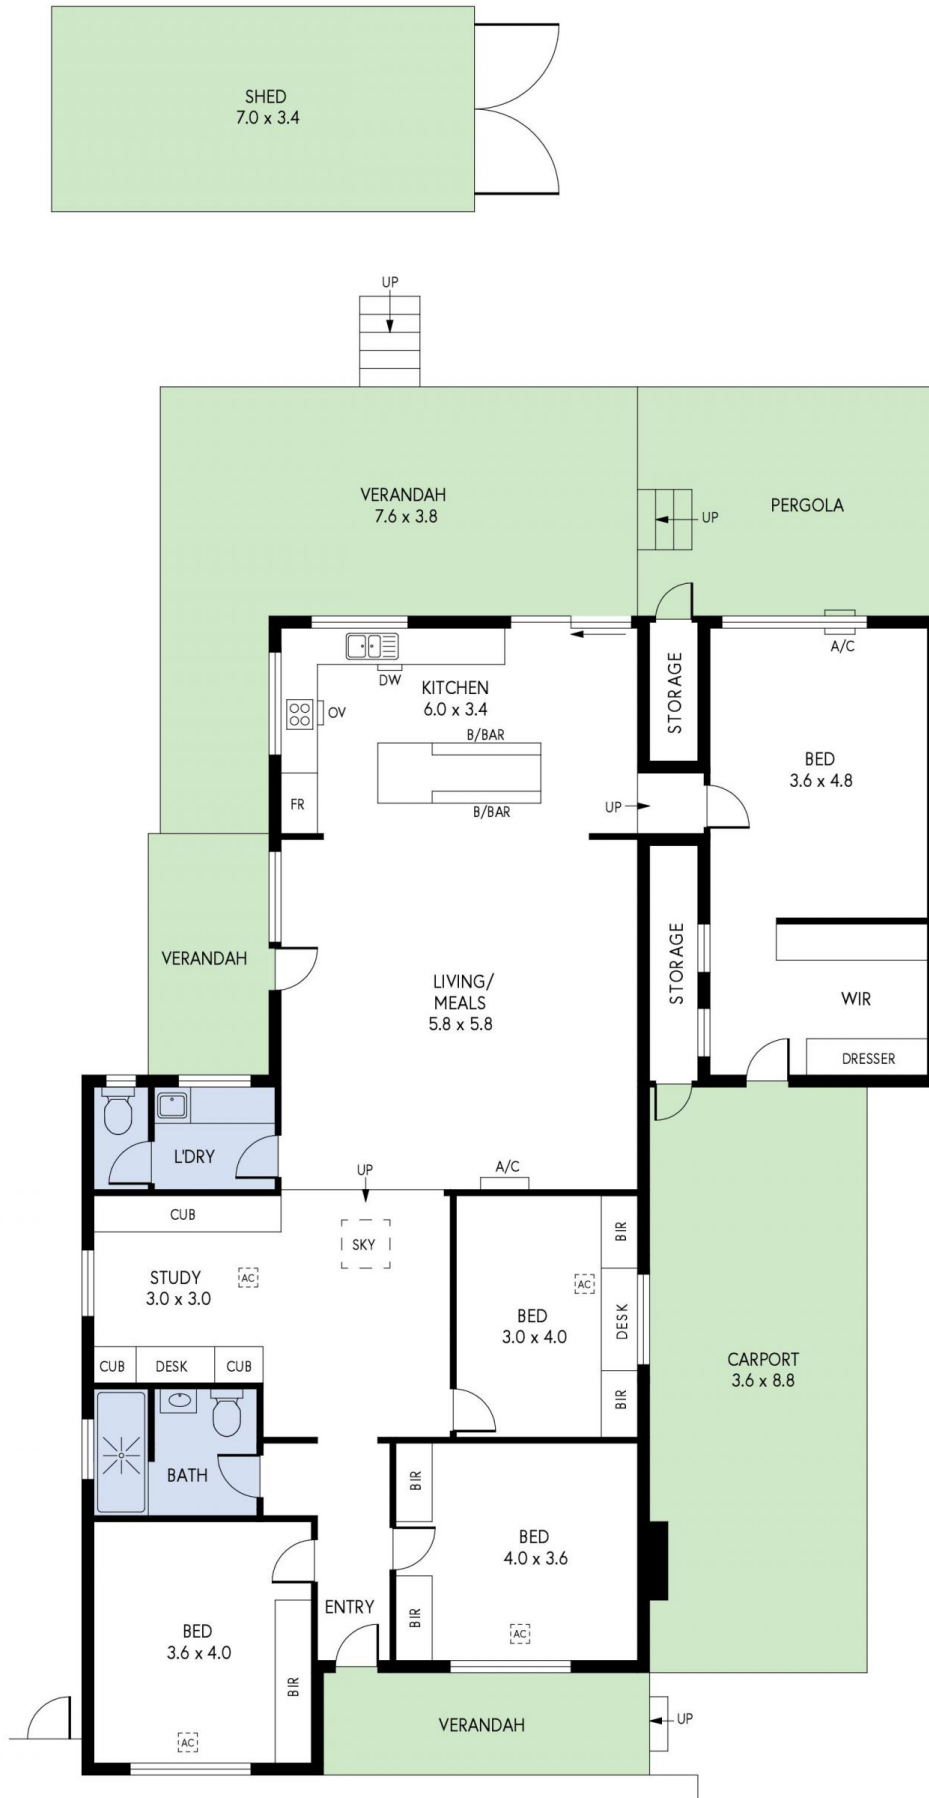 SHED
7.0 x 3.4
UP
VERANDAH
7.6 x 3.8
UP
PERGOLA
A/C
DW
KITCHEN
6.0 x 3.4
OV
STORAGE
B/BAR
BED
3.6 x 4.8
FR
B/BAR
UP
VERANDAH
LIVING/
MEALS
5.8 x 5.8
STORAGE
WIR
DRESSER
L'DRY
UP
A/C
CUB
SKY
BIR
STUDY
3.0 x 3.0
AC
AC
BED
3.0 x 4.0
DESK
CUB
DESK
CUB
BIR
CARPORT
3.6 x 8.8
BATH
BIR
BED
4.0 x 3.6
ENTRY
BIR
AC
BED
3.6 x 4.0
BIR
AC
VERANDAH
UP